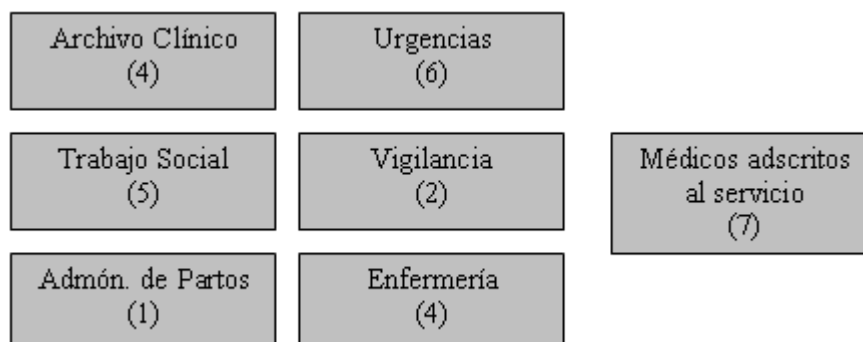 Archivo Clínico
(4)
Urgencias
(6)
Trabajo Social
(5)
Vigilancia
(2)
Médicos adscritos
al servicio
(7)
Admón. de Partos
(1)
Enfermería
(4)